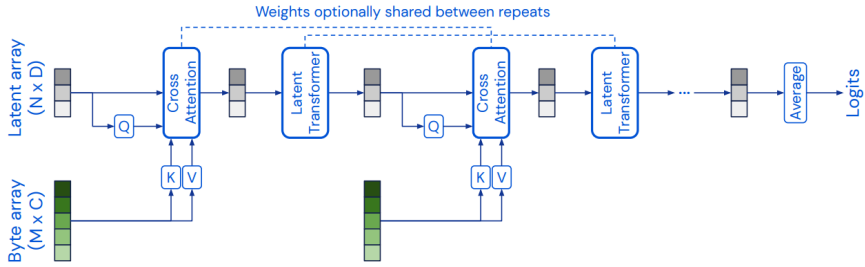 Weights optionally shared between repeats
Latent array
(N x D)
Q
Cross
Attention
K
V
Latent
Transformer
Q
Cross
Attention
K
V
Latent
Transformer
...
Average
Logits
Byte array
(M x C)